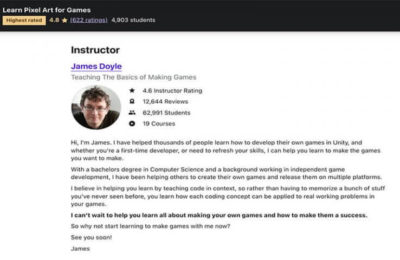 Learn Pixel Art for Games
Highest rated 4.8 ★ (622 ratings) 4,903 students
Instructor
James Doyle
Teaching The Basics of Making Games
4.6 Instructor Rating
12,644 Reviews
62,991 Students
19 Courses
Hi, I'm James. I have helped thousands of people learn how to develop their own games in Unity, and
whether you're a first-time developer, or need to refresh your skills, I can help you learn to make the games
you want to make.
With a bachelors degree in Computer Science and a background working in independent game
development, I have been helping others to create their own games and release them on multiple platforms.
I believe in helping you learn by teaching code in context, so rather than having to memorize a bunch of stuff
you've never seen before, you learn how each coding concept can be applied to real working problems in
your games.
I can't wait to help you learn all about making your own games and how to make them a success.
So why not start learning to make games with me now?
See you soon!
James